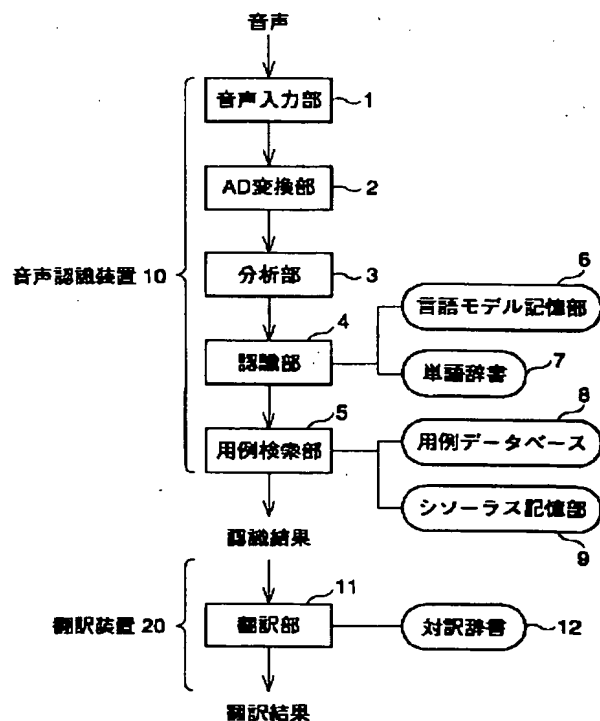 音声
音声入力部 1
AD変換部 2
音声認識装置 10
分析部 3
6
言語モデル記憶部
4
認識部
単語辞書 7
5
8
用例検索部
用例データベース
シソーラス記憶部
9
認識結果
11
翻訳装置 20
翻訳部
対訳辞書 12
翻訳結果